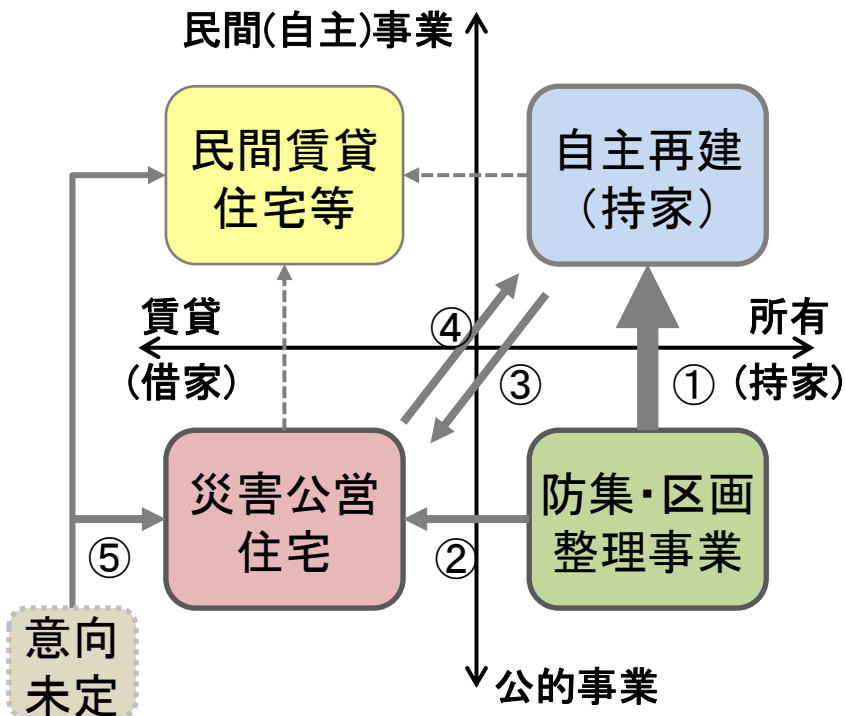 民間(自主)事業
民間賃貸
住宅等
自主再建
(持家)
賃貸
(借家)
④
③
所有
①
(持家)
災害公営
住宅
防集・区画
整理事業
⑤
②
意向
未定
公的事業